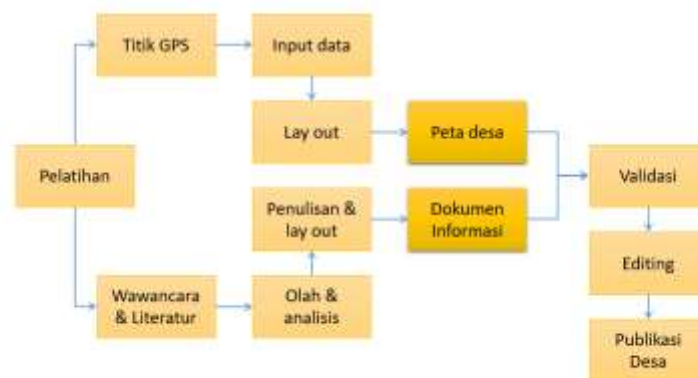 Titik GPS
Input data
Lay out
Peta desa
Pelatihan
Validasi
Penulisan &
lay out
Dokumen
Informasi
Editing
Wawancara
& Literatur
Olah &
analisis
Publikasi
Desa